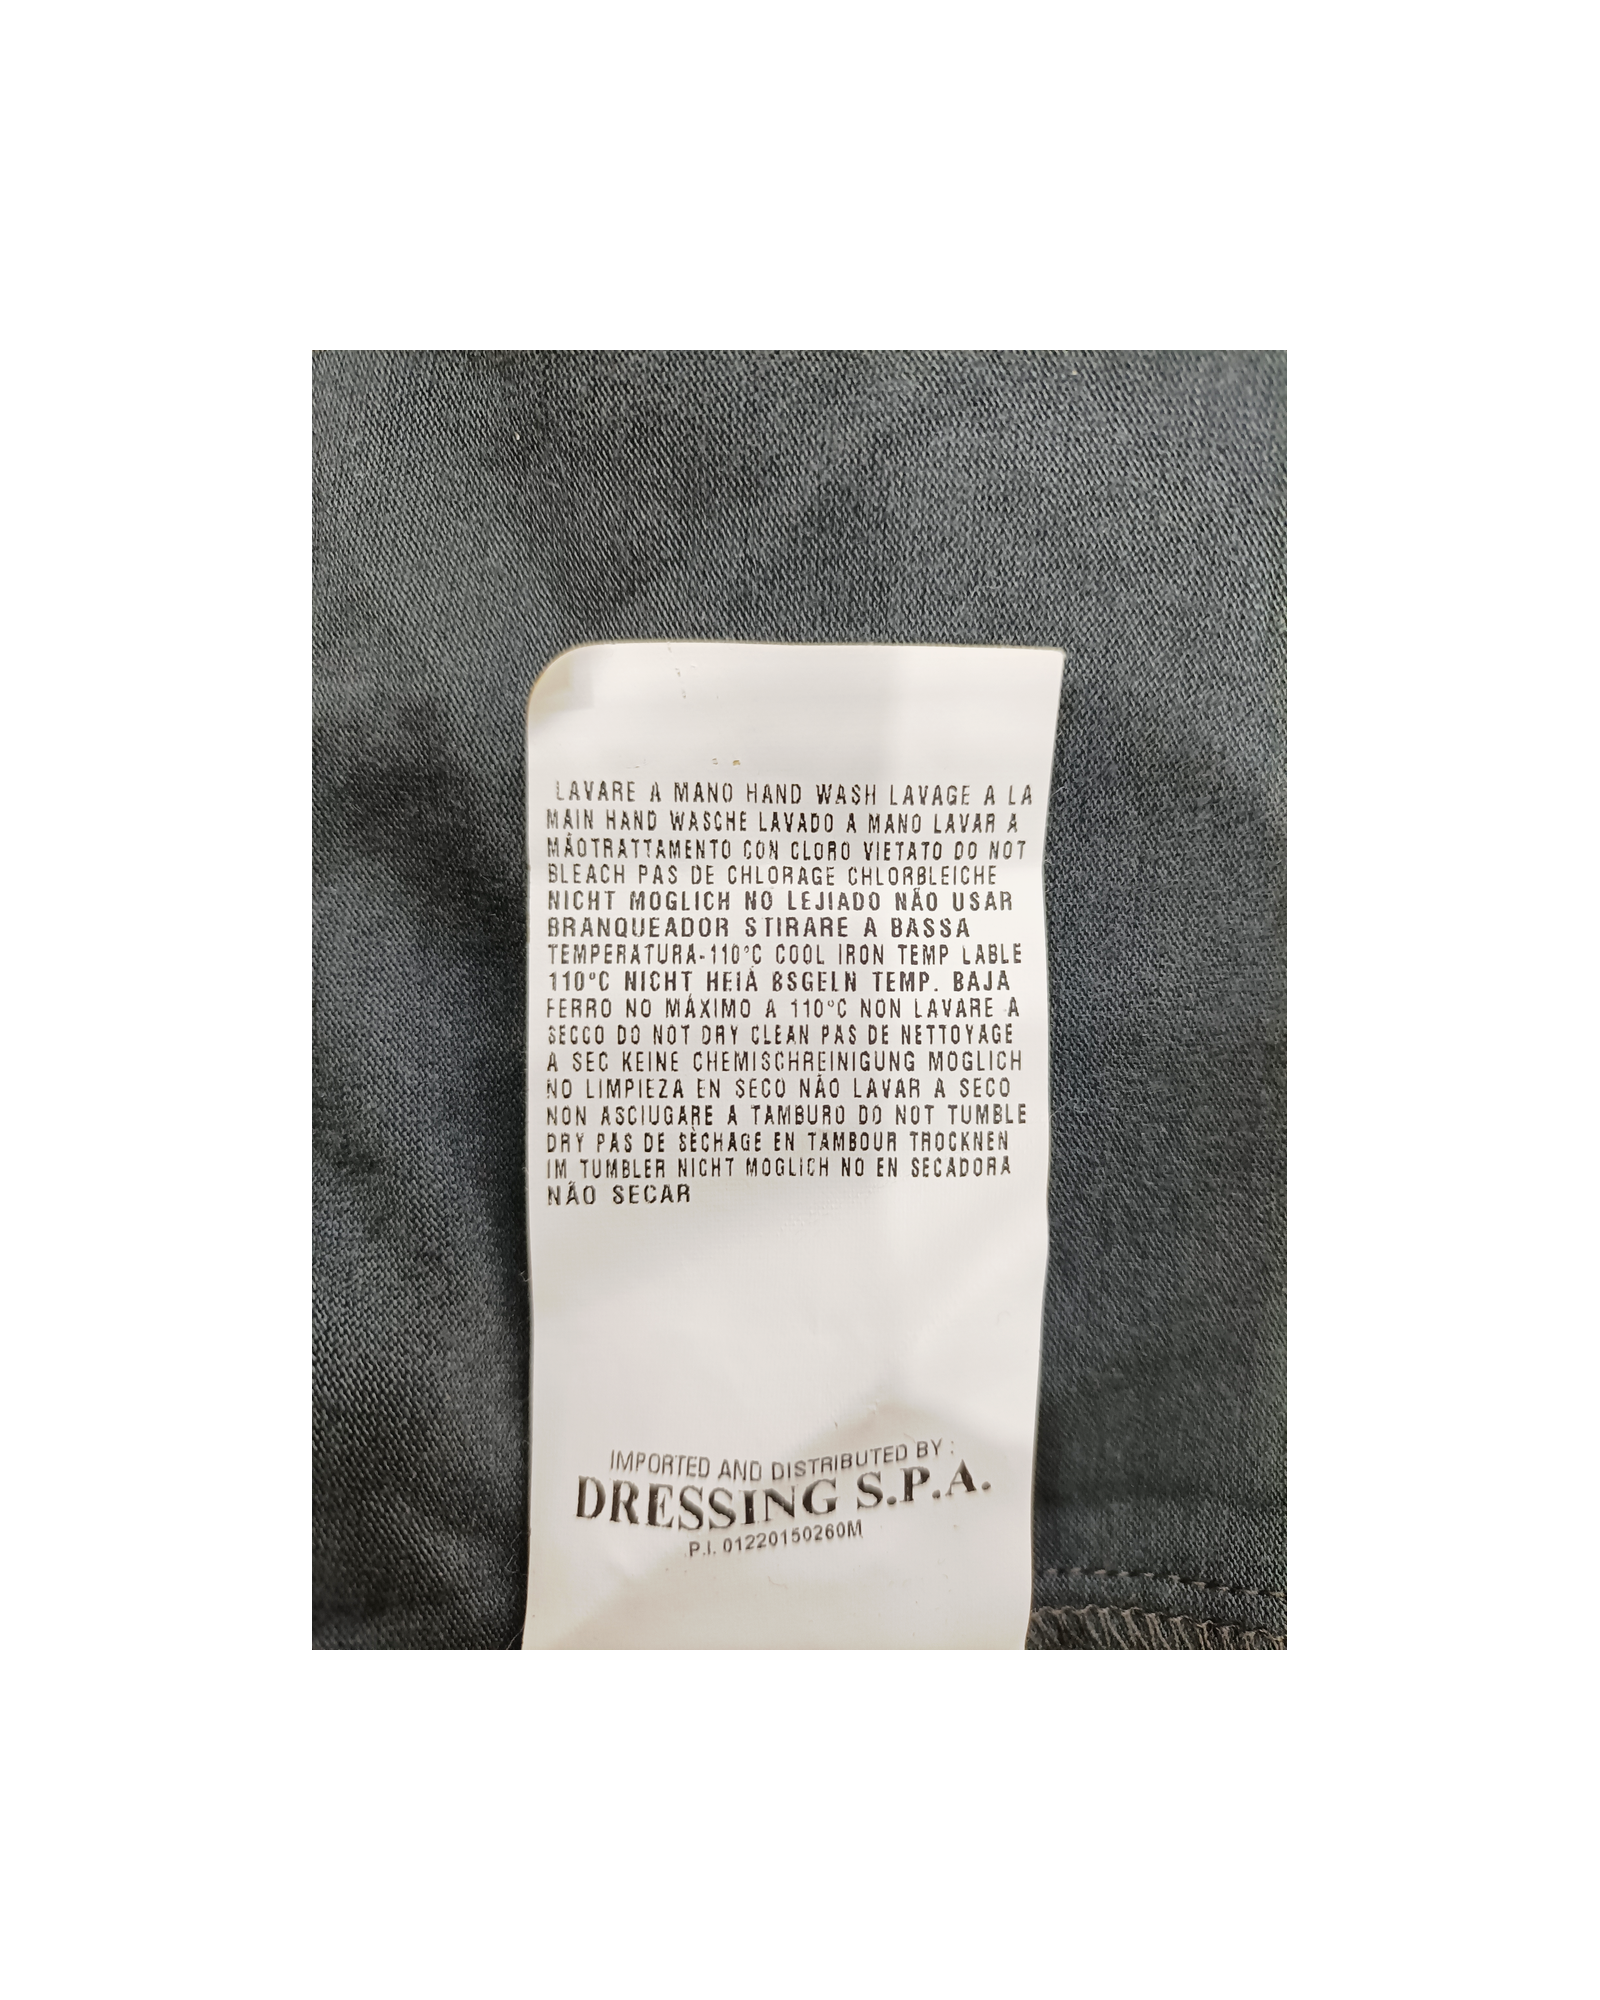 LAVARE A MANO HAND WASH LAVAGE A LA
MAIN HAND WASCHE LAVADO A MANO LAVAR A
MÃOTRATTAMENTO CON CLORO VIETATO DO NOT
BLEACH PAS DE CHLORAGE CHLORBLEICHE
NICHT MOGLICH NO LEJIADO NÃO USAR
BRANQUEADOR STIRARE A BASSA
TEMPERATURA-110°C COOL IRON TEMP LABLE
110°C NICHT HEIÁ BSGELN TEMP. BAJA
FERRO NO MÁXIMO A 110°C NON LAVARE A
SECCO DO NOT DRY CLEAN PAS DE NETTOYAGE
A SEC KEINE CHEMISCHREINIGUNG MOGLICH
NO LIMPIEZA EN SECO NÃO LAVAR A SECO
NON ASCIUGARE A TAMBURO DO NOT TUMBLE
DRY PAS DE SÈCHAGE EN TAMBOUR TROCKNEN
IM TUMBLER NICHT MOGLICH NO EN SECADORA
NÃO SECAR
IMPORTED AND DISTRIBUTED BY :
DRESSING S.P.A.
P.I. 01220150260M